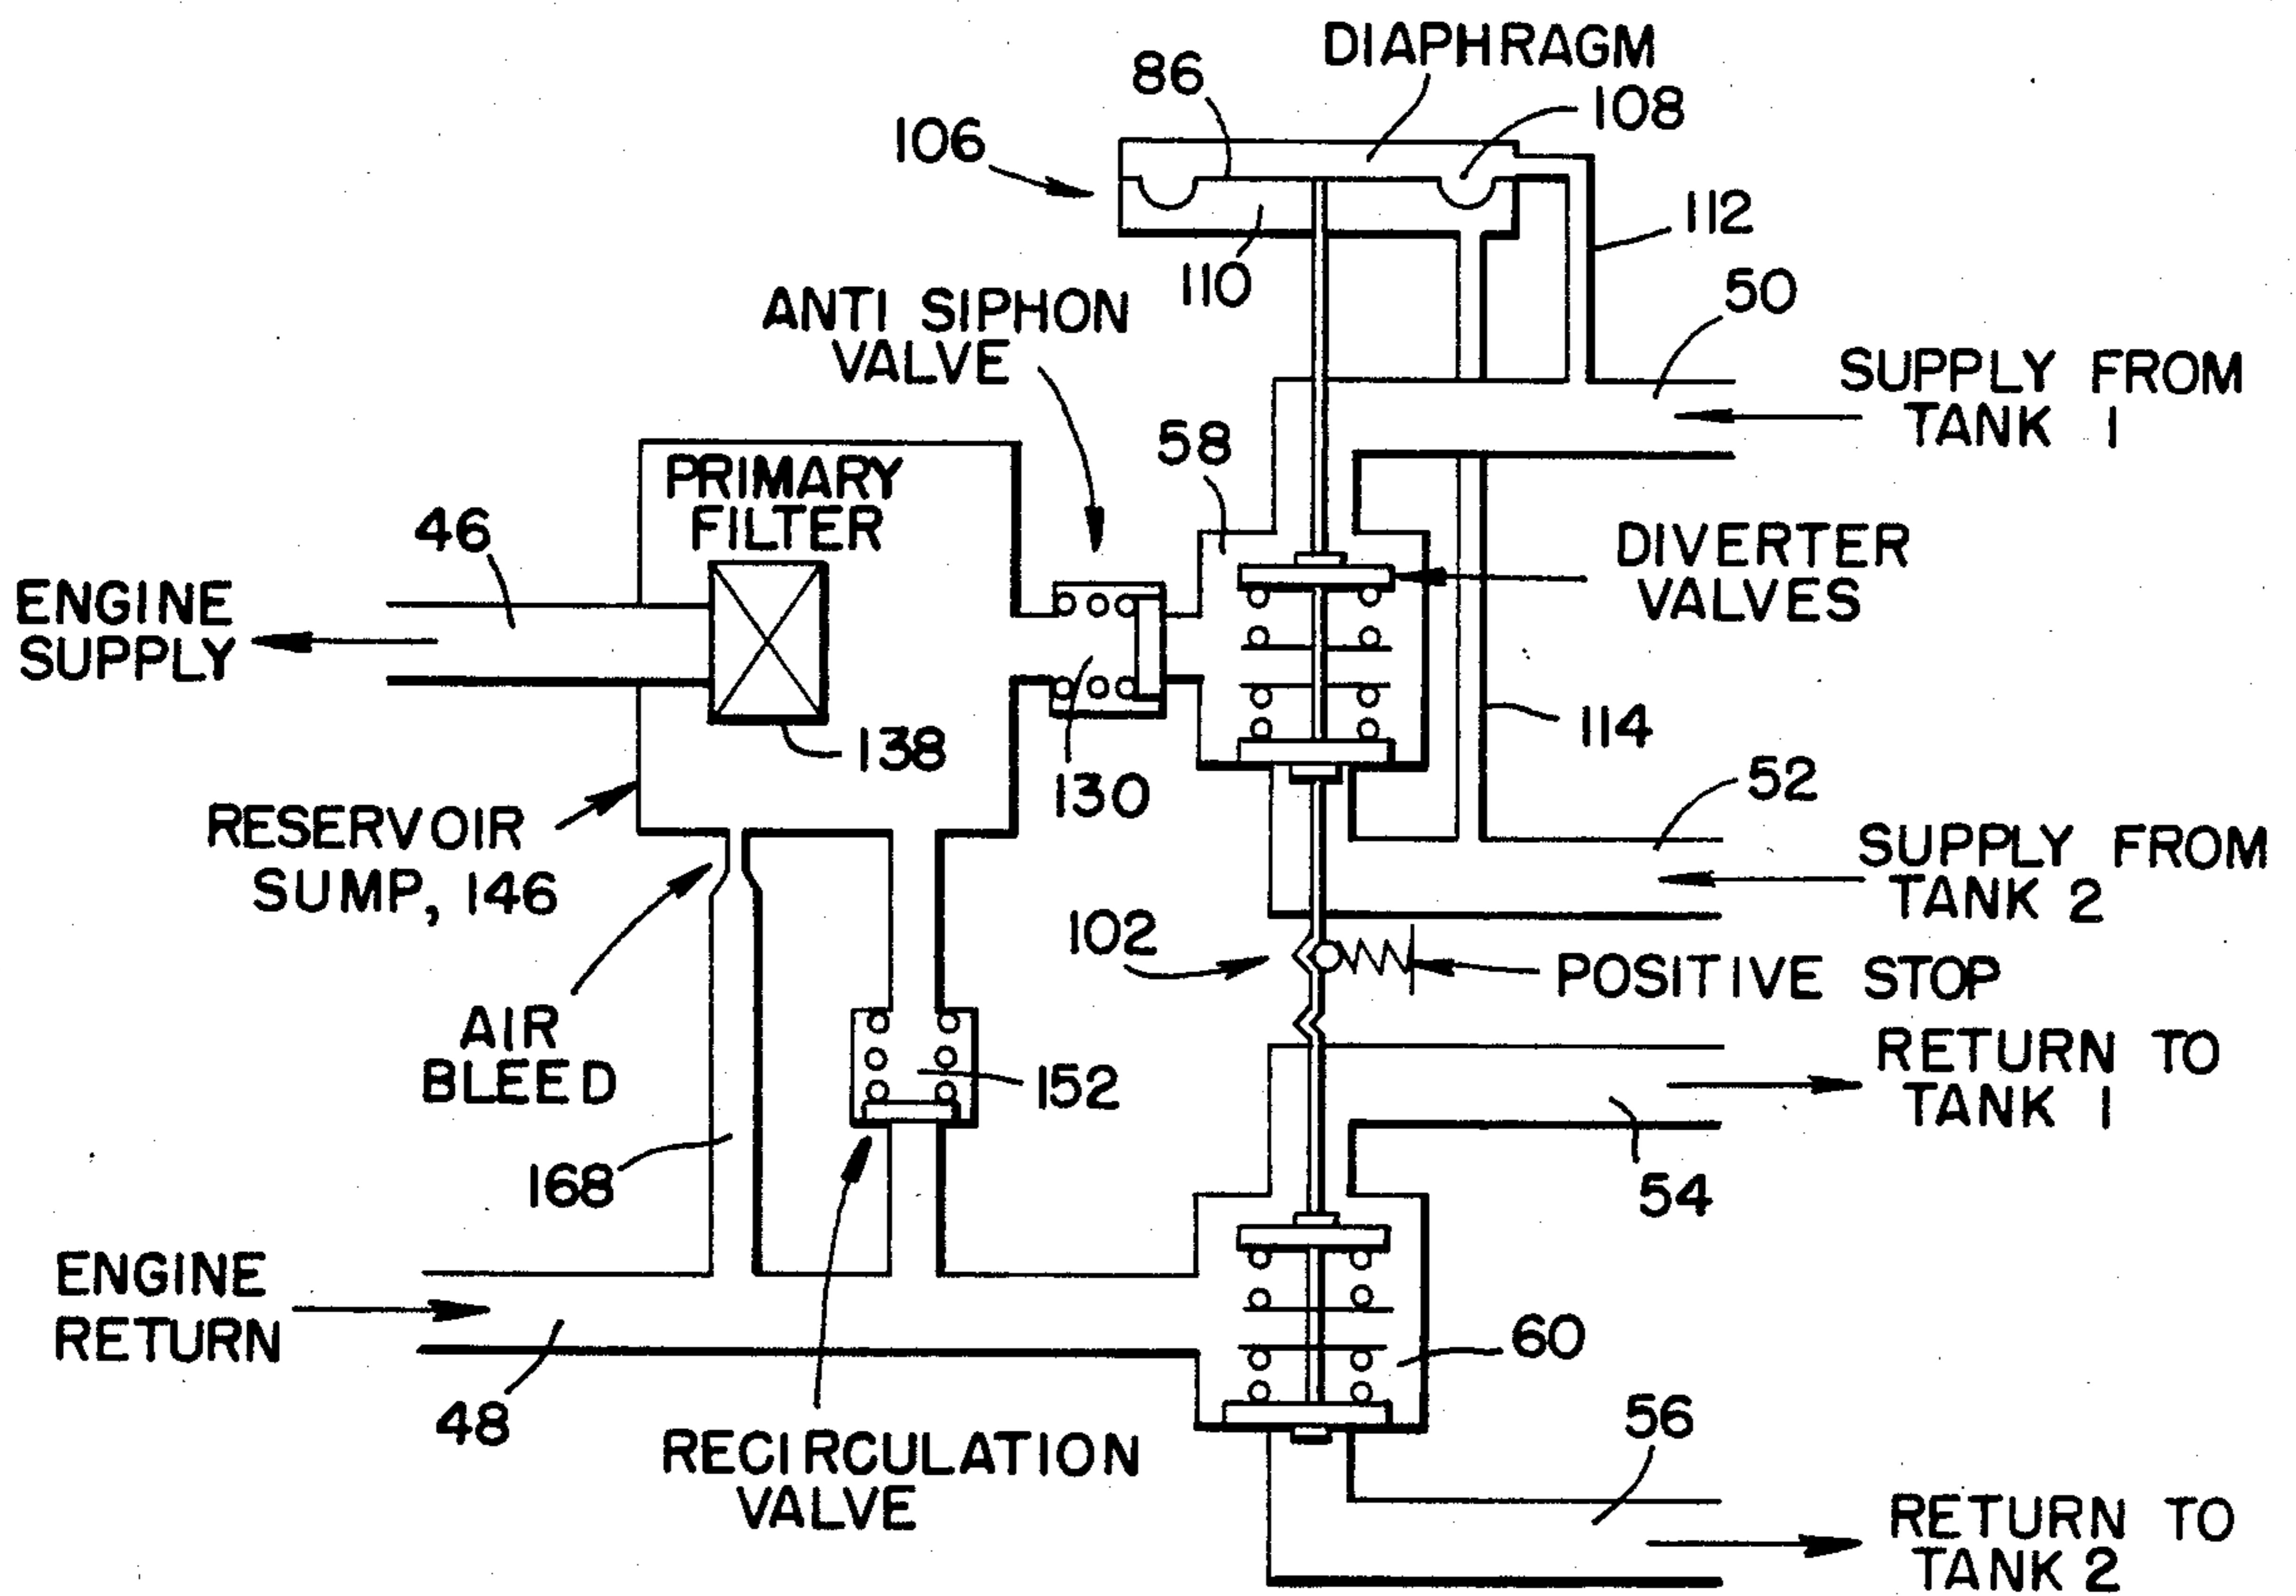 DIAPHRAGM
86
108
106
112
110
50
ANTI SIPHON
VALVE
SUPPLY FROM
TANK 1
58
PRIMARY
FILTER
46
DIVERTER
VALVES
ENGINE
SUPPLY
138
130
114
52
RESERVOIR
SUMP, 146
SUPPLY FROM
TANK 2
102
POSITIVE STOP
AIR
BLEED
RETURN TO
TANK 1
152
168
54
ENGINE
RETURN
60
48
56
RECIRCULATION
VALVE
RETURN TO
TANK 2